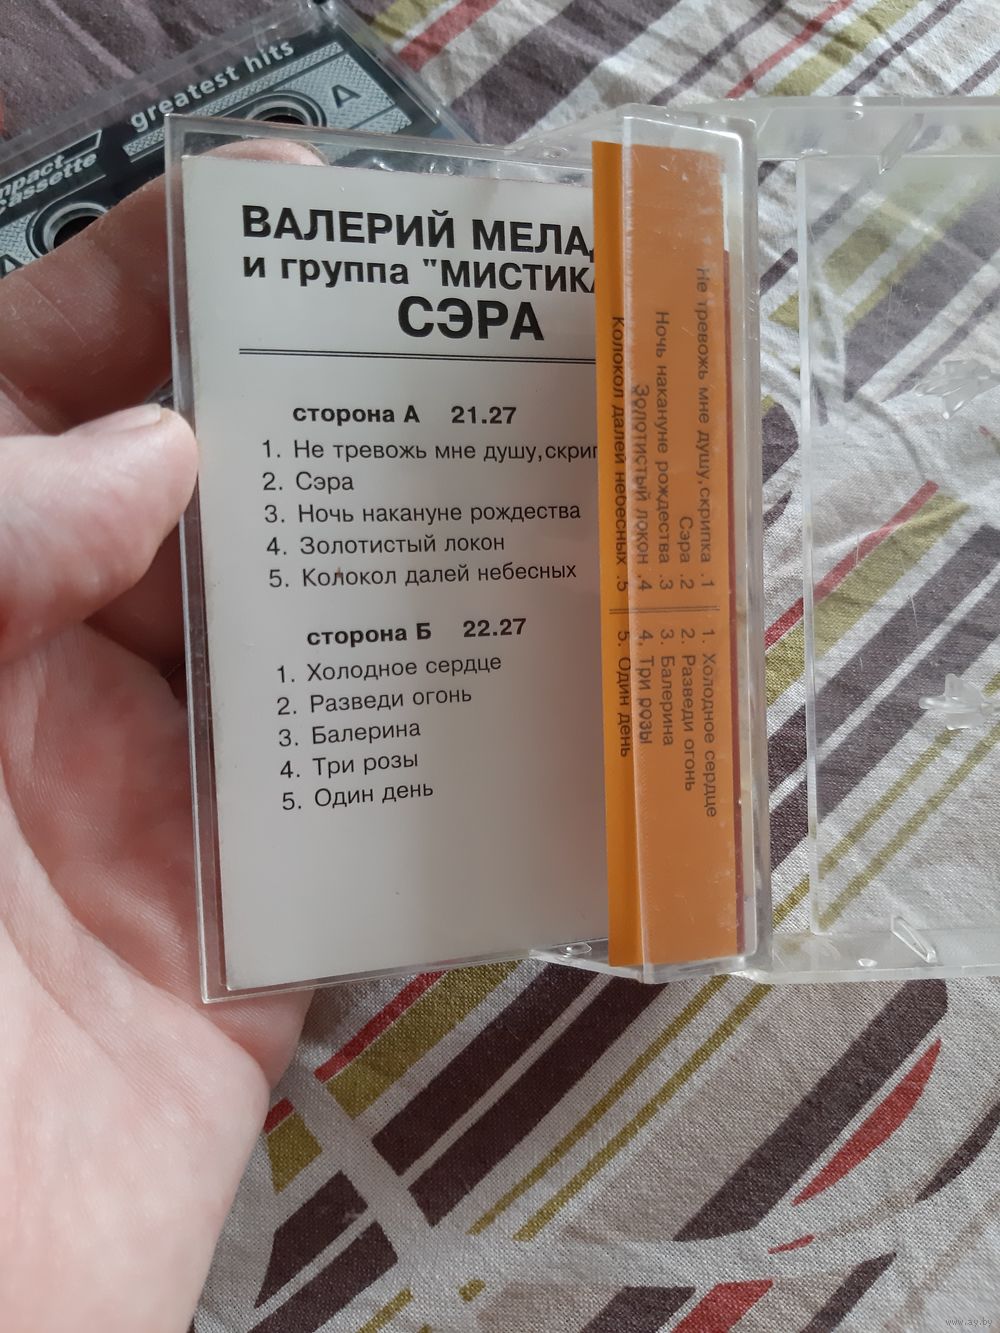 greatest hits
A
mpact
cassette
A
ВАЛЕРИЙ МЕЛАД
и группа "МИСТИКА
СЭРА
сторона А 21.27
1. Не тревожь мне душу,скрип
2. Сэра
3. Ночь накануне рождества
4. Золотистый локон
5. Колокол далей небесных
сторона Б 22.27
1. Холодное сердце
2. Разведи огонь
3. Балерина
4. Три розы
5. Один день
Не тревожь мне душу,скрипка .1
Сэра .2
Ночь накануне рождества .3
Золотистый локон .4
Колокол далей небесных .5
1. Холодное сердце
2. Разведи огонь
3. Балерина
4. Три розы
5. Один день
www.ay.by